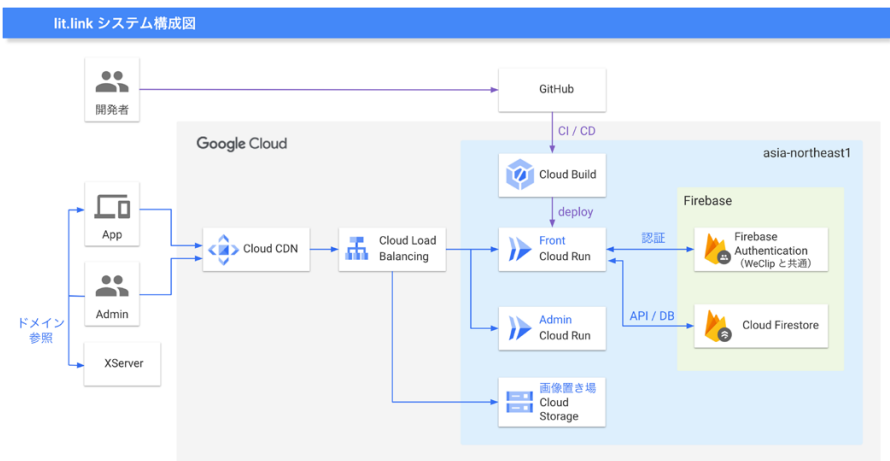 lit.link システム構成図
開発者
GitHub
CI / CD
Google Cloud
asia-northeast1
Cloud Build
deploy
Firebase
App
Cloud CDN
Cloud Load
Balancing
Front
Cloud Run
認証
Firebase
Authentication
(WeClip と共通)
Admin
ドメイン
参照
Admin
Cloud Run
API / DB
Cloud Firestore
XServer
画像置き場
Cloud
Storage